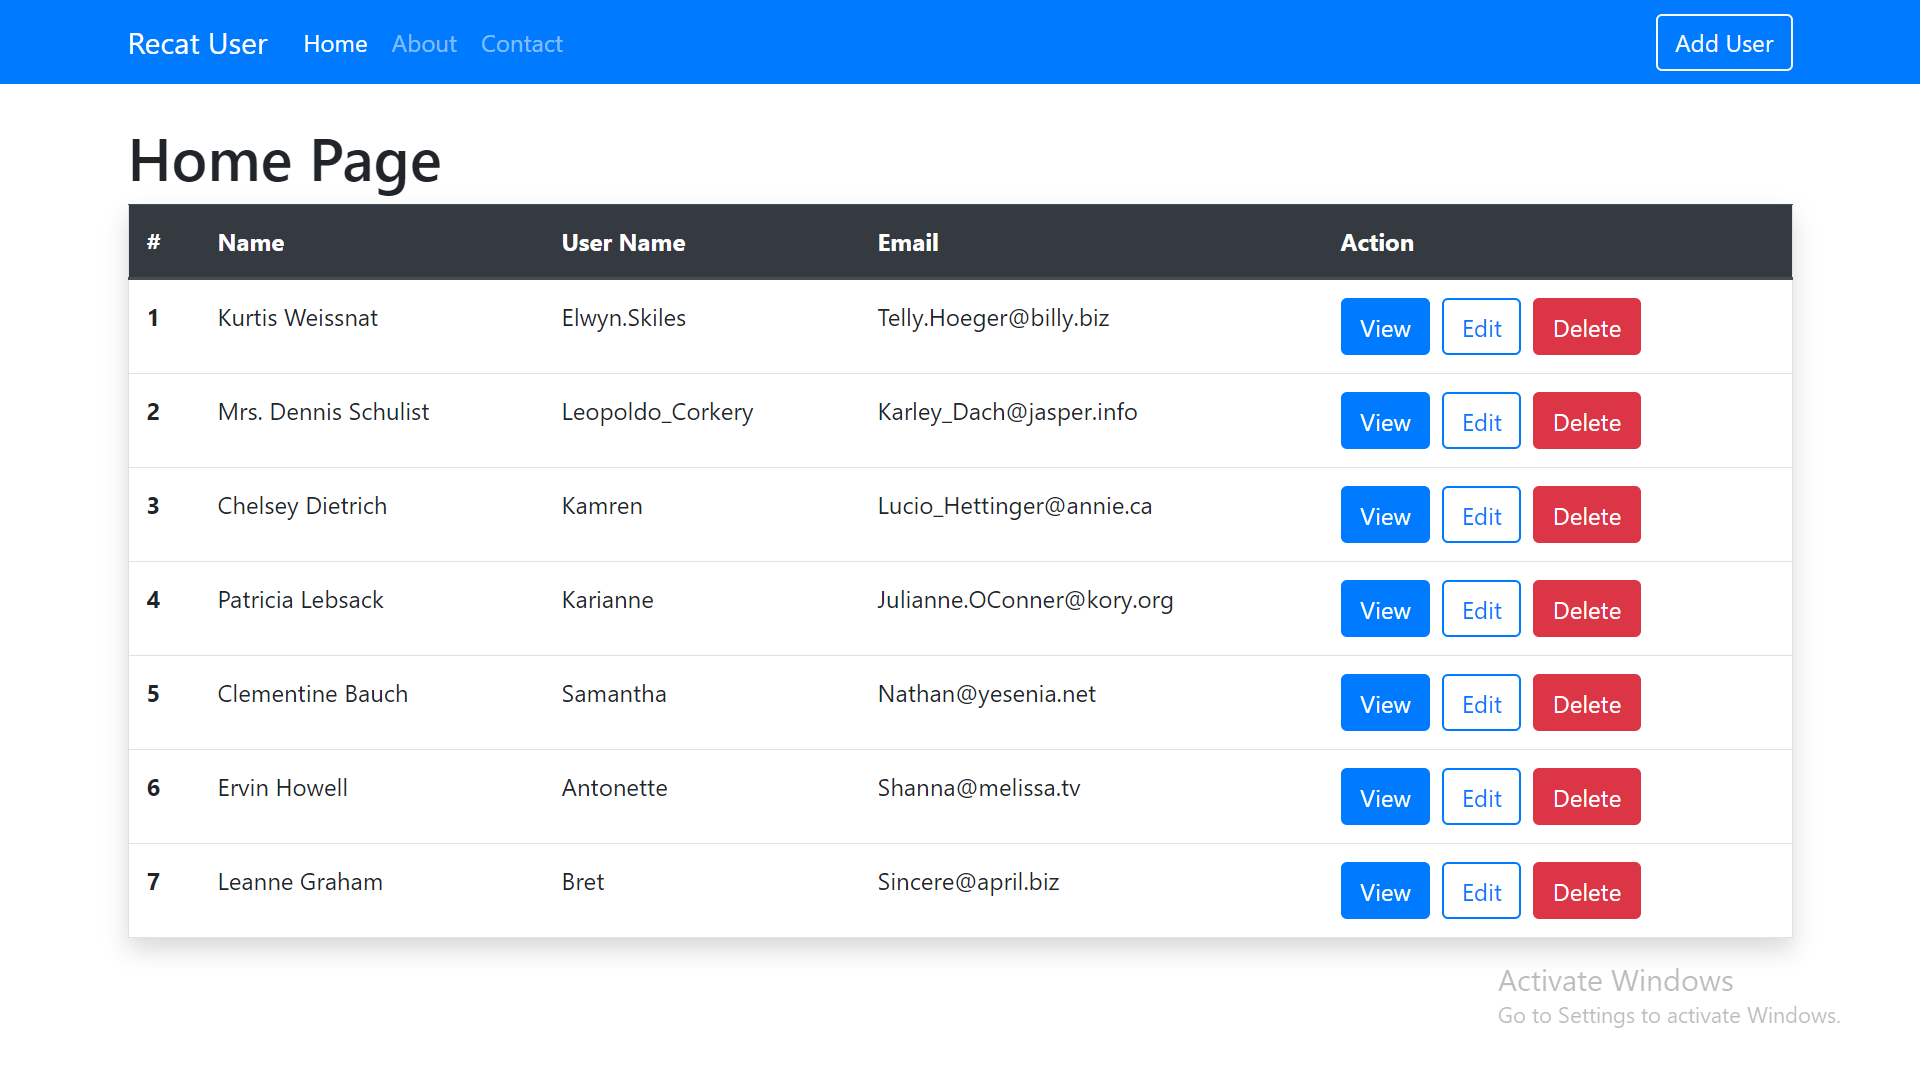 Recat User Home About Contact Add User
Home Page
# Name User Name Email Action
1 Kurtis Weissnat Elwyn.Skiles Telly.Hoeger@billy.biz View Edit Delete
2 Mrs. Dennis Schulist Leopoldo_Corkery Karley_Dach@jasper.info View Edit Delete
3 Chelsey Dietrich Kamren Lucio_Hettinger@annie.ca View Edit Delete
4 Patricia Lebsack Karianne Julianne.OConner@kory.org View Edit Delete
5 Clementine Bauch Samantha Nathan@yesenia.net View Edit Delete
6 Ervin Howell Antonette Shanna@melissa.tv View Edit Delete
7 Leanne Graham Bret Sincere@april.biz View Edit Delete
Activate Windows
Go to Settings to activate Windows.